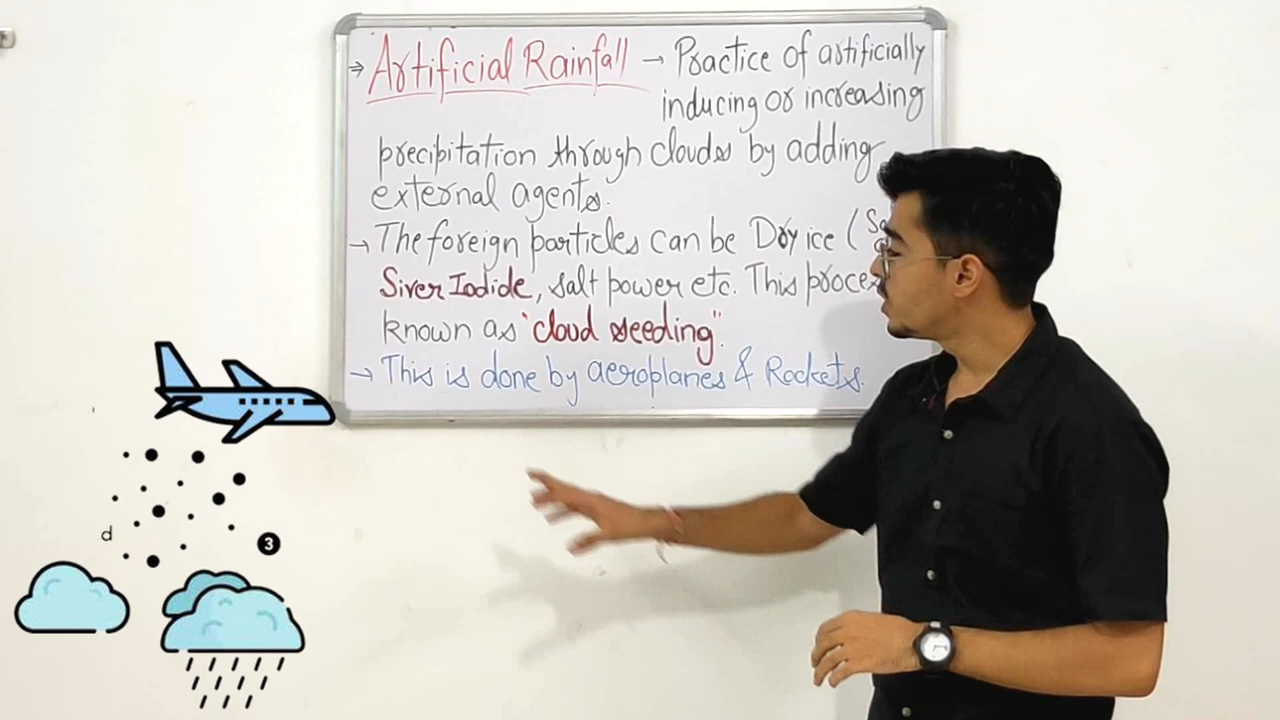 ⇒ Artificial Rainfall → Practice of artificially
inducing or increasing
precipitation through clouds by adding
external agents.
→ The foreign particles can be Dry ice (
Siver Iodide, salt power etc. This proces
known as "cloud seeding".
→ This is done by aeroplanes & Rockets.
d
3